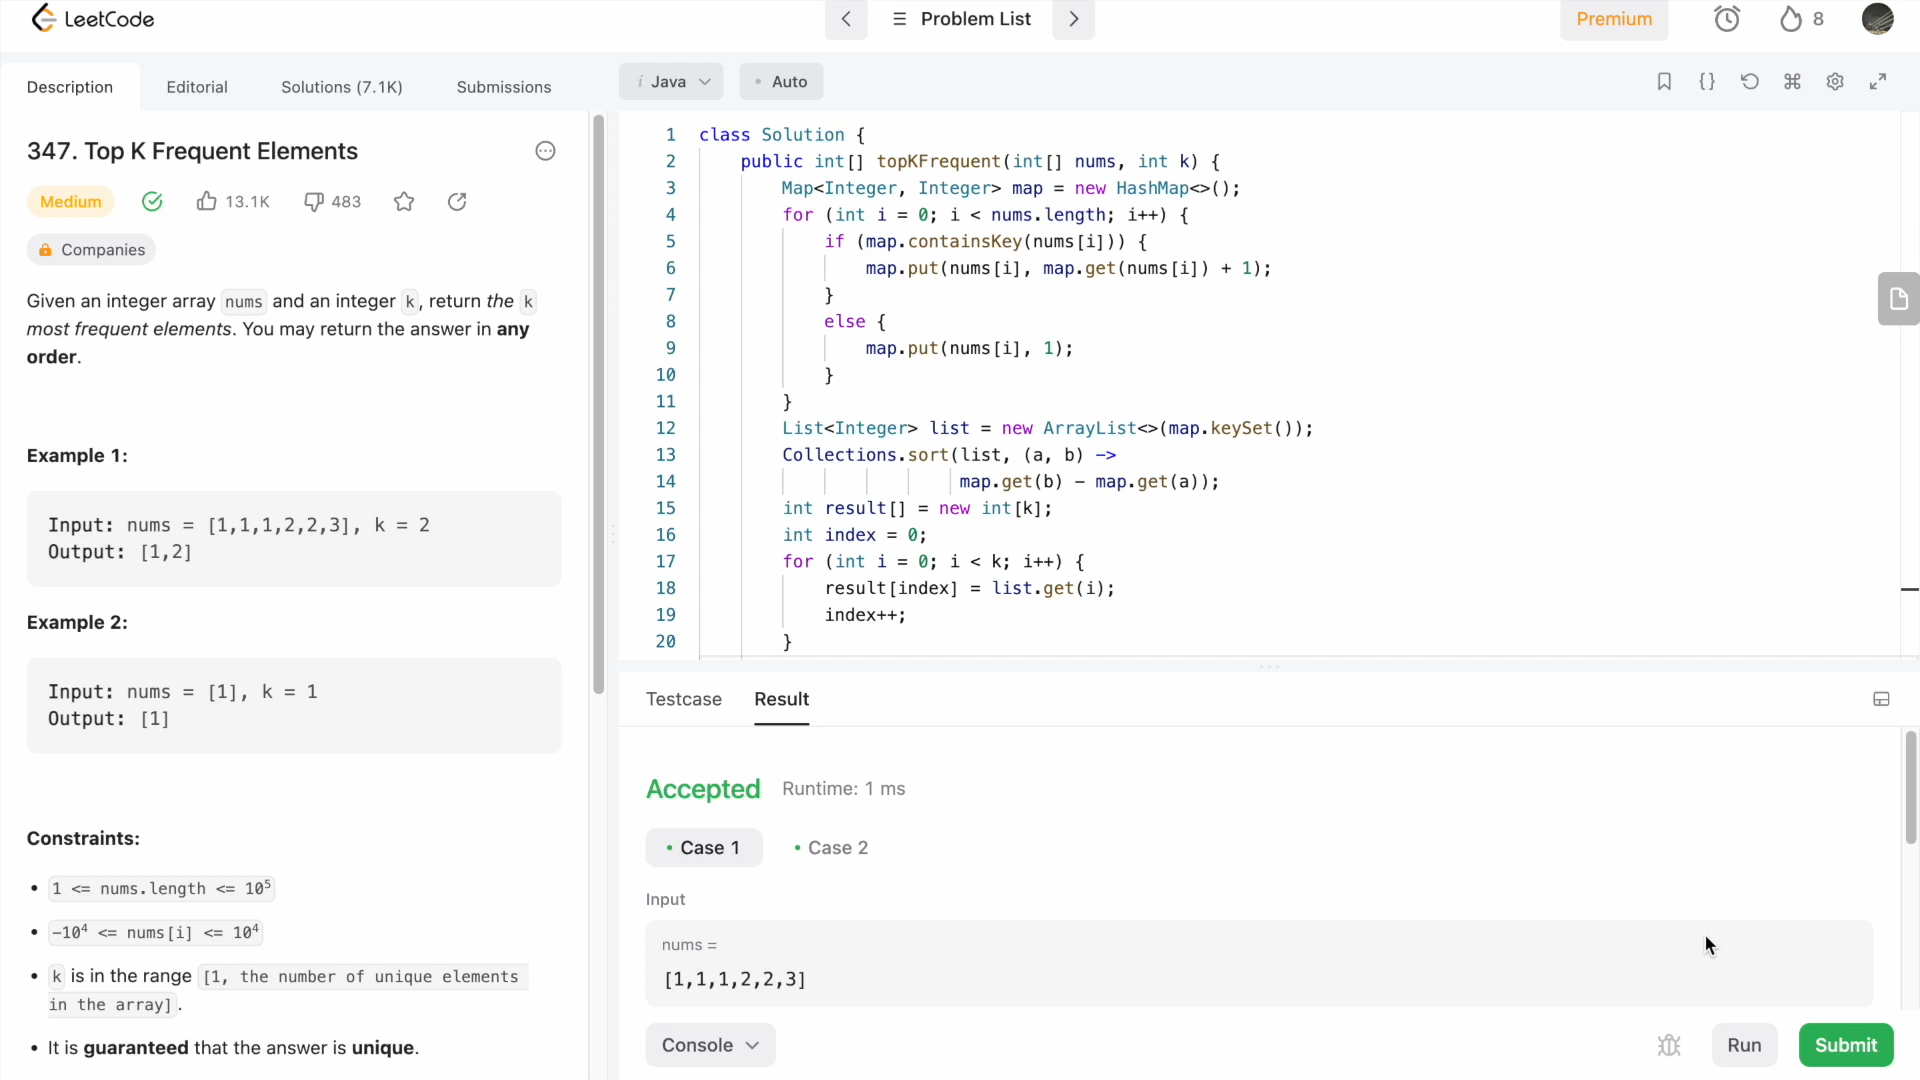 LeetCode
Problem List
Premium
8
Description
Editorial
Solutions (7.1K)
Submissions
i Java
Auto
347. Top K Frequent Elements
Medium
13.1K
483
Companies
Given an integer array nums and an integer k, return the k
most frequent elements. You may return the answer in any
order.
Example 1:
Input: nums = [1,1,1,2,2,3], k = 2
Output: [1,2]
Example 2:
Input: nums = [1], k = 1
Output: [1]
Constraints:
• 1 <= nums.length <= 10⁵
• -10⁴ <= nums[i] <= 10⁴
• k is in the range [1, the number of unique elements
in the array].
• It is guaranteed that the answer is unique.
1 class Solution {
2 public int[] topKFrequent(int[] nums, int k) {
3 Map<Integer, Integer> map = new HashMap<>();
4 for (int i = 0; i < nums.length; i++) {
5 if (map.containsKey(nums[i])) {
6 map.put(nums[i], map.get(nums[i]) + 1);
7 }
8 else {
9 map.put(nums[i], 1);
10 }
11 }
12 List<Integer> list = new ArrayList<>(map.keySet());
13 Collections.sort(list, (a, b) ->
14 map.get(b) - map.get(a));
15 int result[] = new int[k];
16 int index = 0;
17 for (int i = 0; i < k; i++) {
18 result[index] = list.get(i);
19 index++;
20 }
Testcase
Result
Accepted
Runtime: 1 ms
• Case 1
• Case 2
Input
nums =
[1,1,1,2,2,3]
Console
Run
Submit